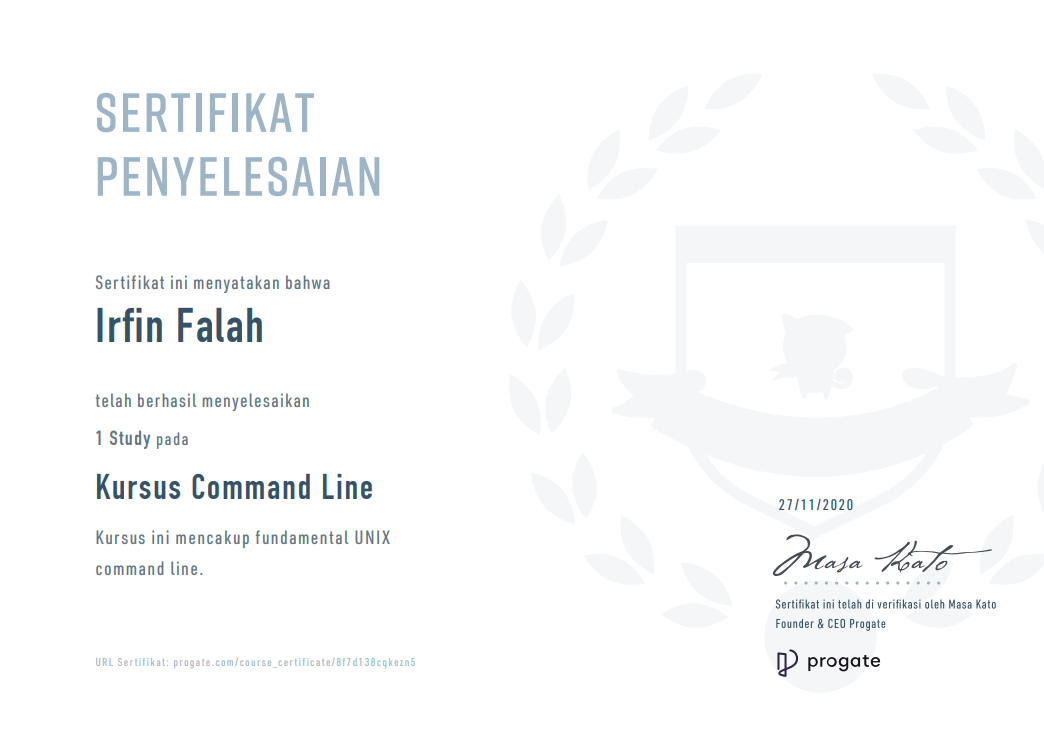 SERTIFIKAT
PENYELESAIAN
Sertifikat ini menyatakan bahwa
Irfin Falah
telah berhasil menyelesaikan
1 Study pada
Kursus Command Line
Kursus ini mencakup fundamental UNIX
command line.
URL Sertifikat: progate.com/course_certificate/8f7d138cqkezn5
27/11/2020
Masa Kato
Sertifikat ini telah di verifikasi oleh Masa Kato
Founder & CEO Progate
progate